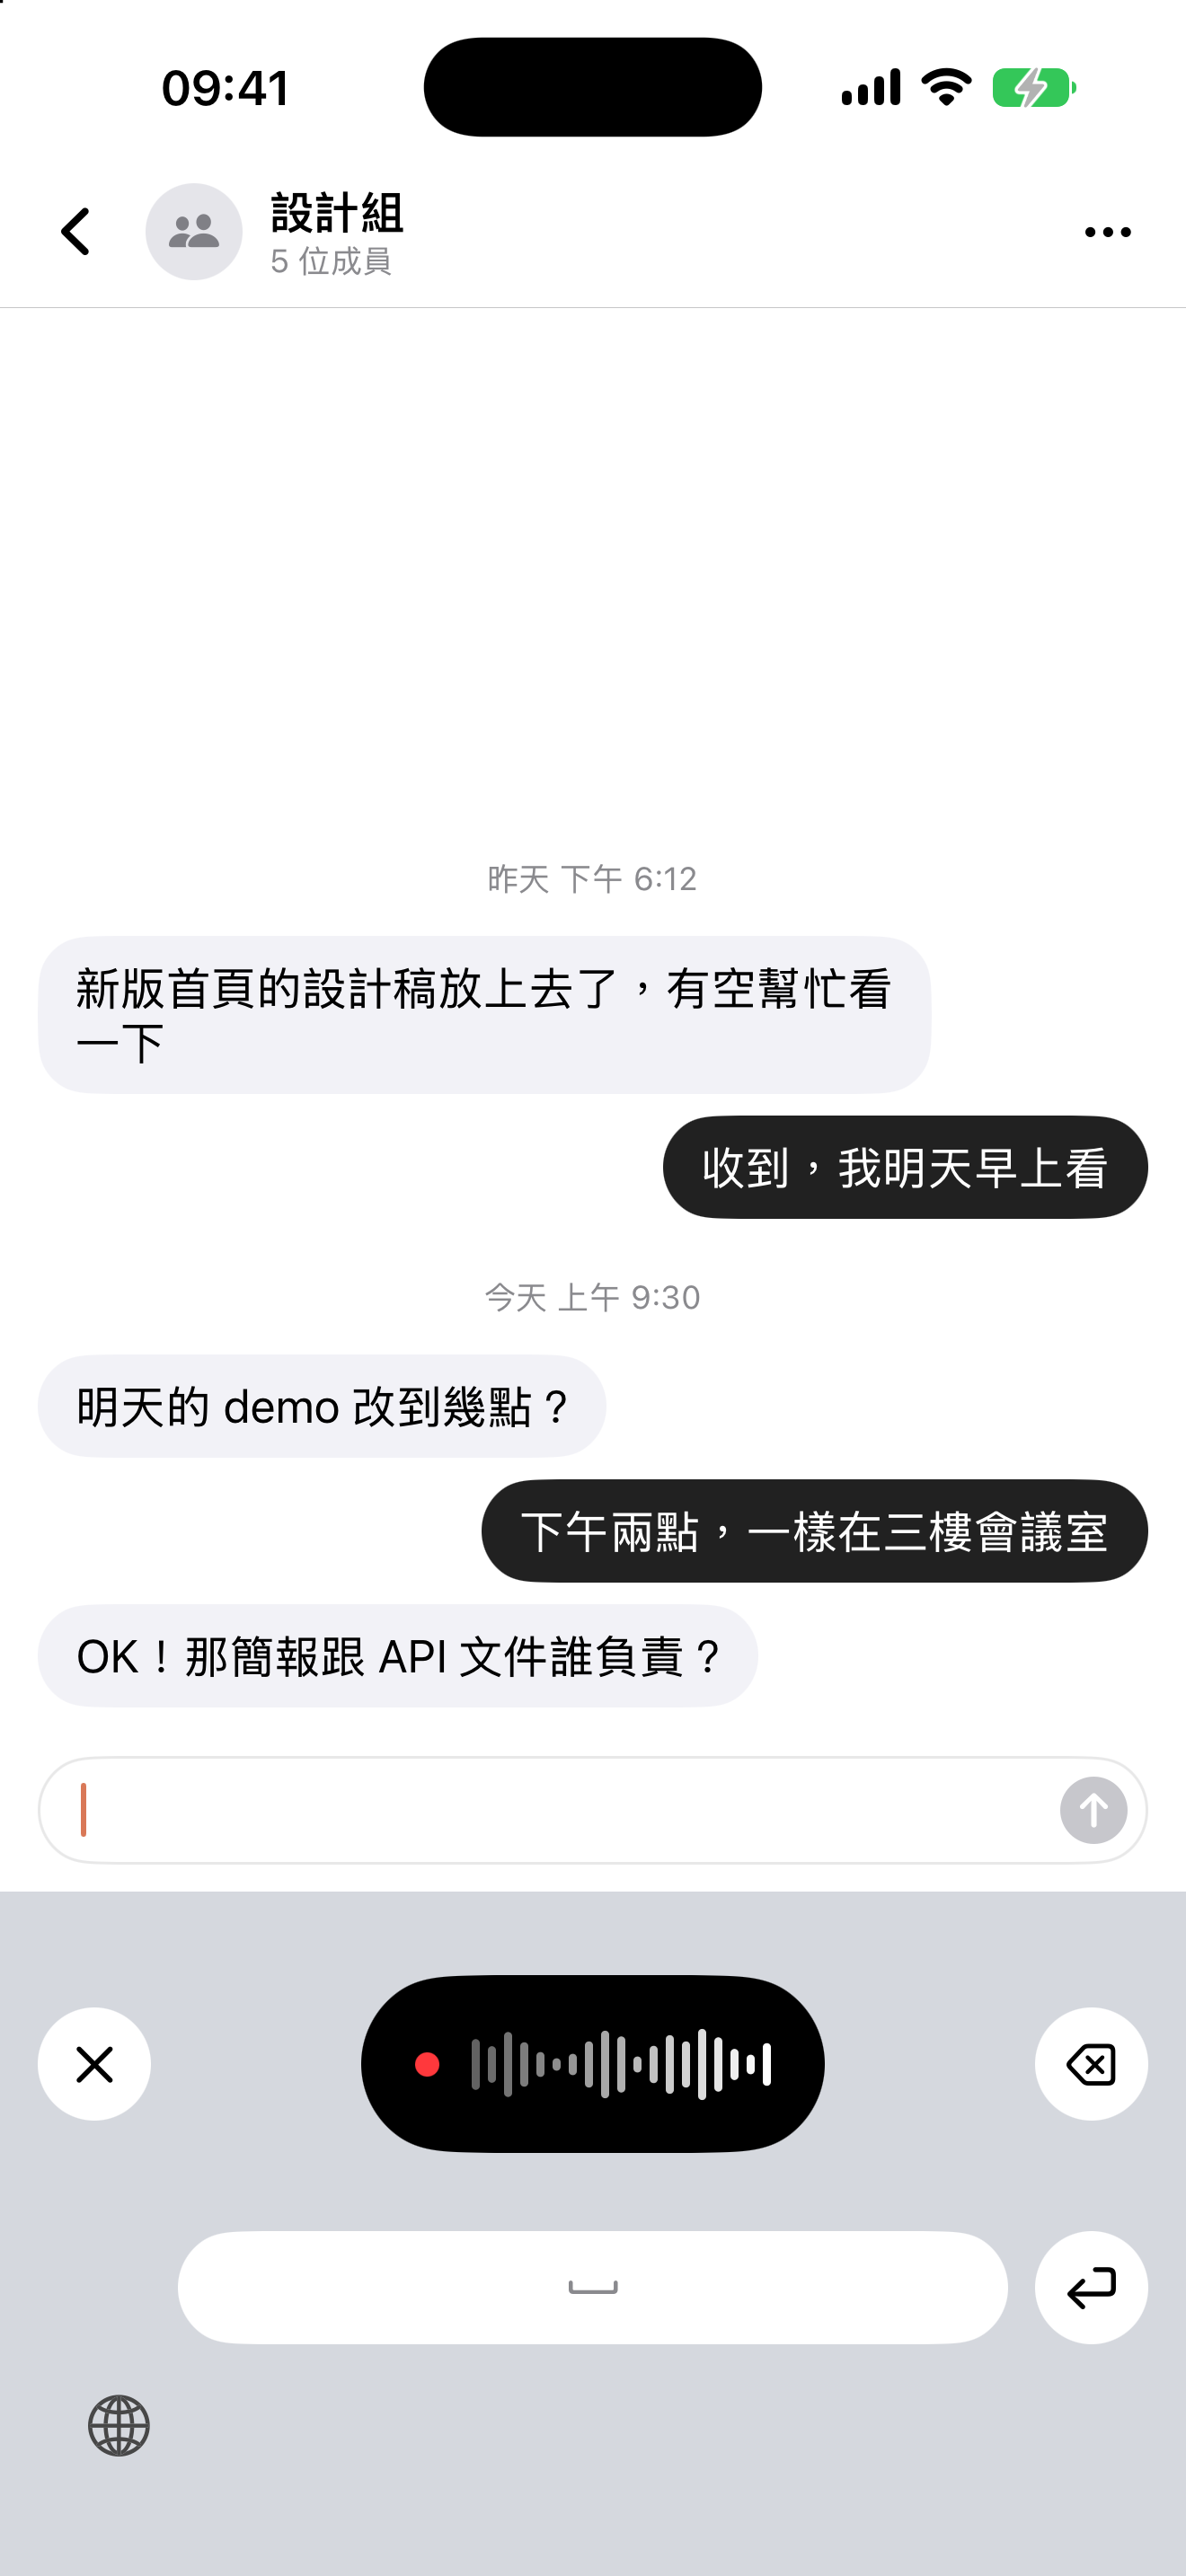 09:41
設計組
5 位成員
昨天 下午 6:12
新版首頁的設計稿放上去了，有空幫忙看
一下
收到，我明天早上看
今天 上午 9:30
明天的 demo 改到幾點？
下午兩點，一樣在三樓會議室
OK！那簡報跟 API 文件誰負責？